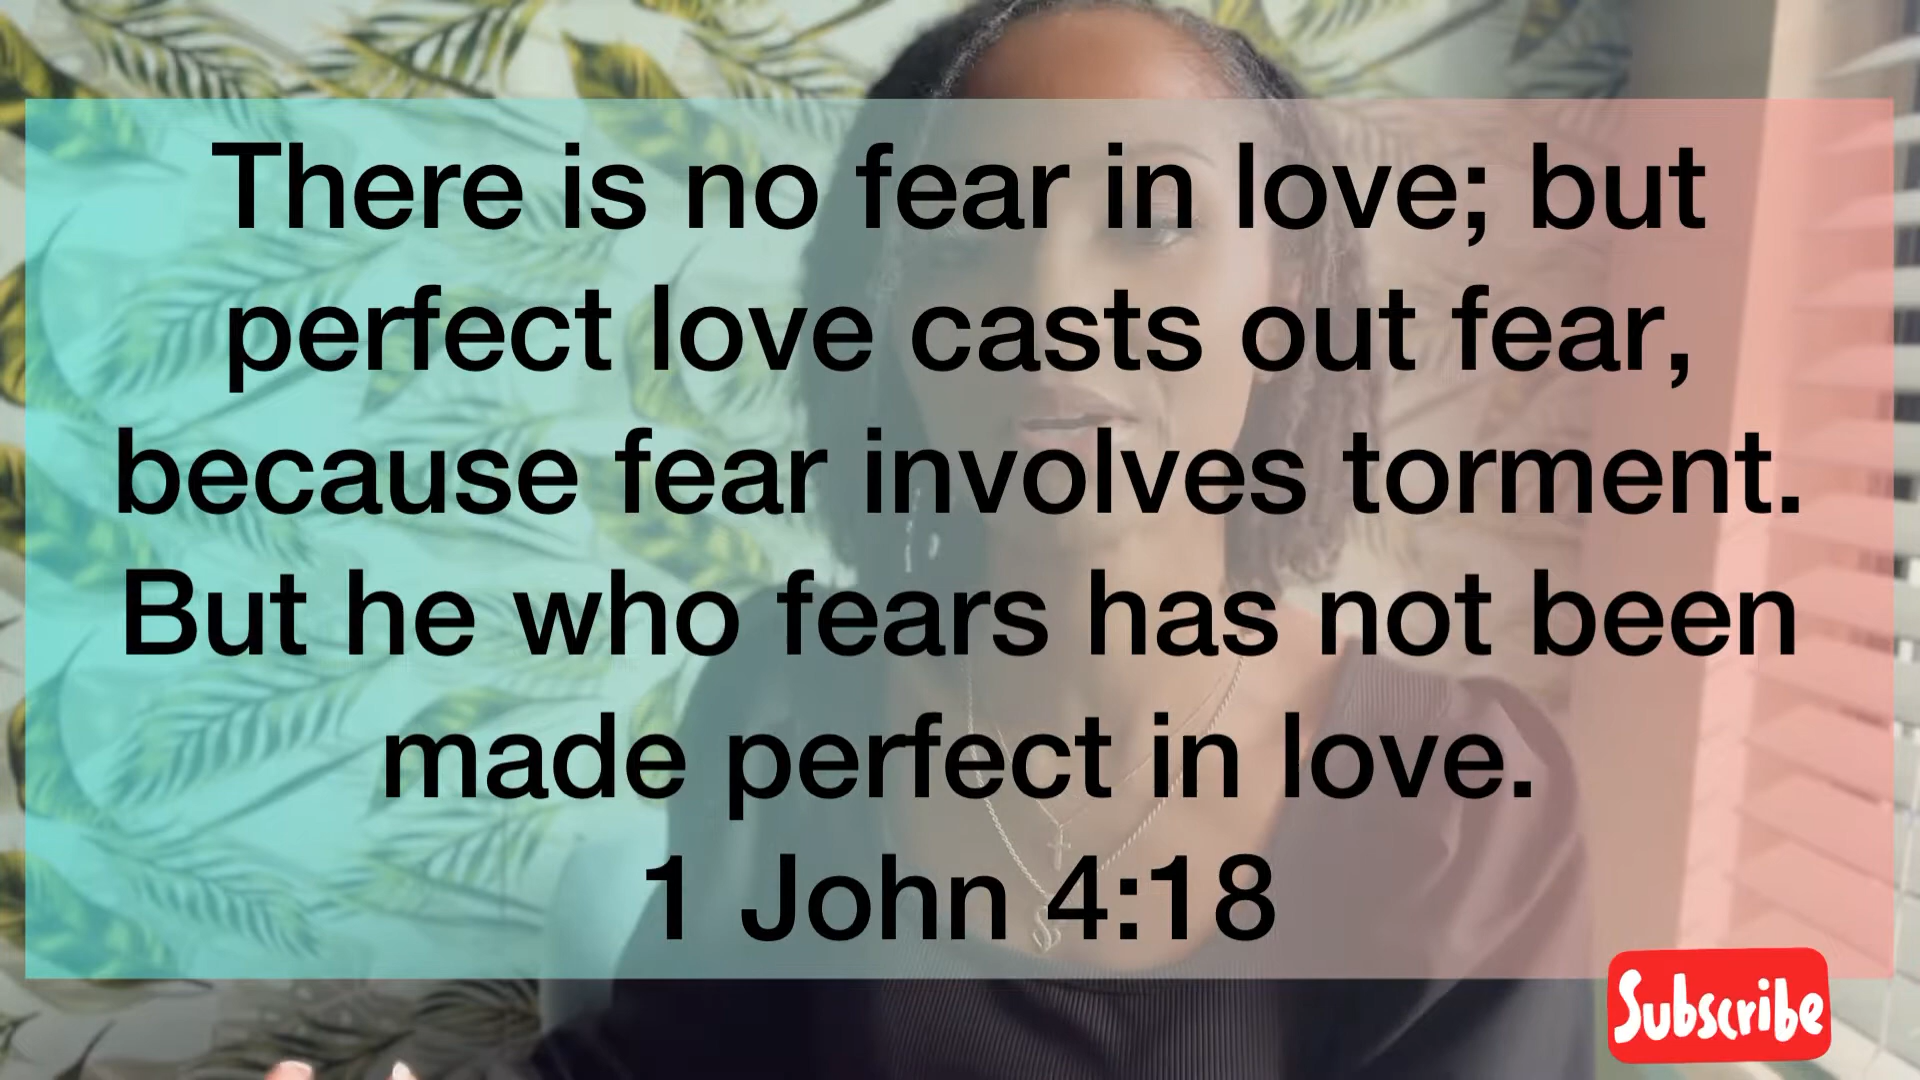 There is no fear in love; but
perfect love casts out fear,
because fear involves torment.
But he who fears has not been
made perfect in love.
1 John 4:18
Subscribe